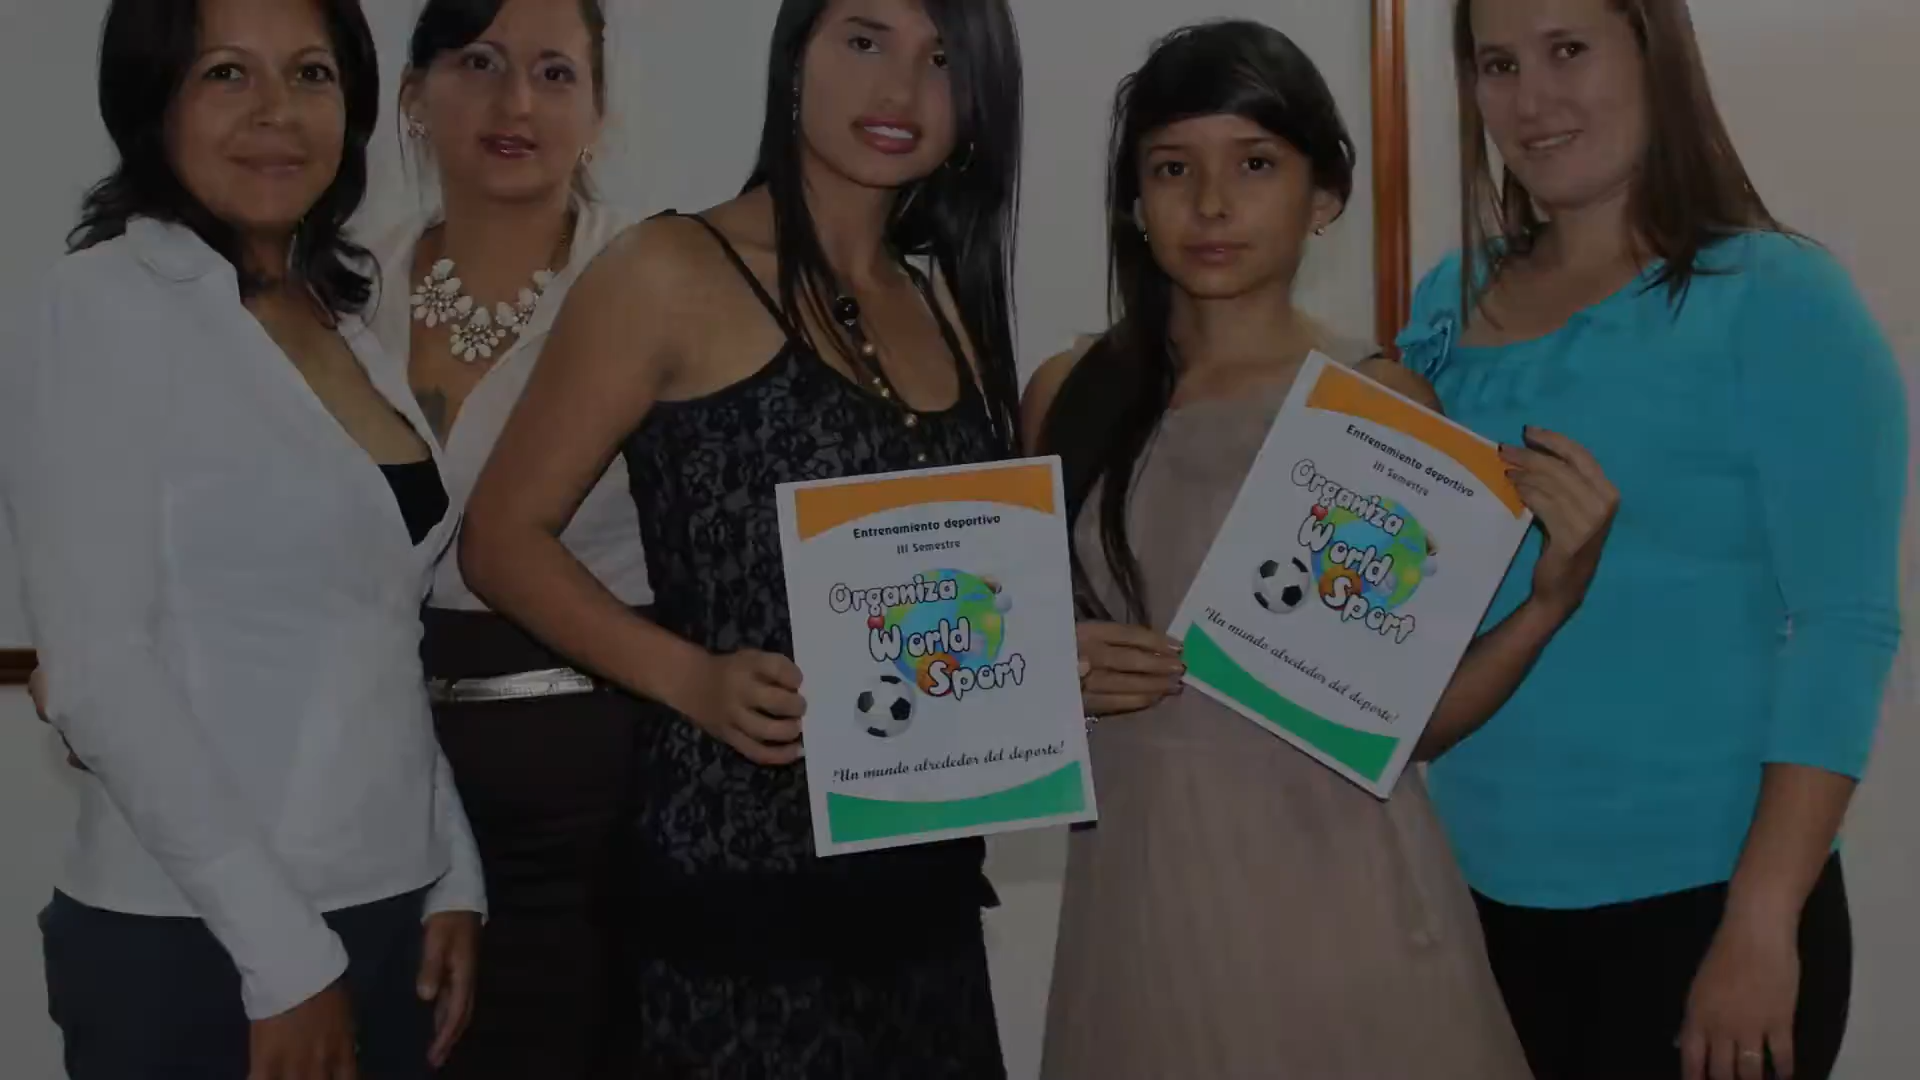 Entrenamiento deportivo
III Semestre
Organiza
World
Sport
¡Un mundo alrededor del deporte!
Entrenamiento deportivo
III Semestre
Organiza
World
Sport
¡Un mundo alrededor del deporte!